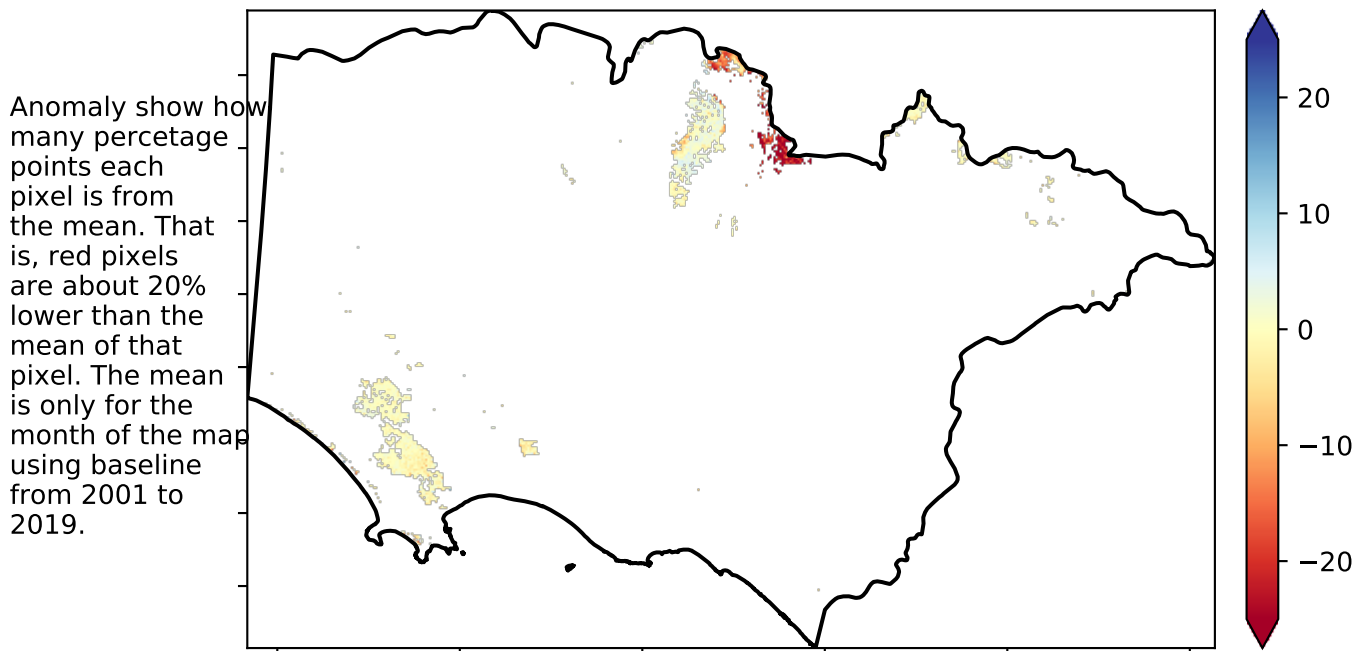 Anomaly show how
many percetage
points each
pixel is from
the mean. That
is, red pixels
are about 20%
lower than the
mean of that
pixel. The mean
is only for the
month of the map
using baseline
from 2001 to
2019.
20
10
0
−10
−20